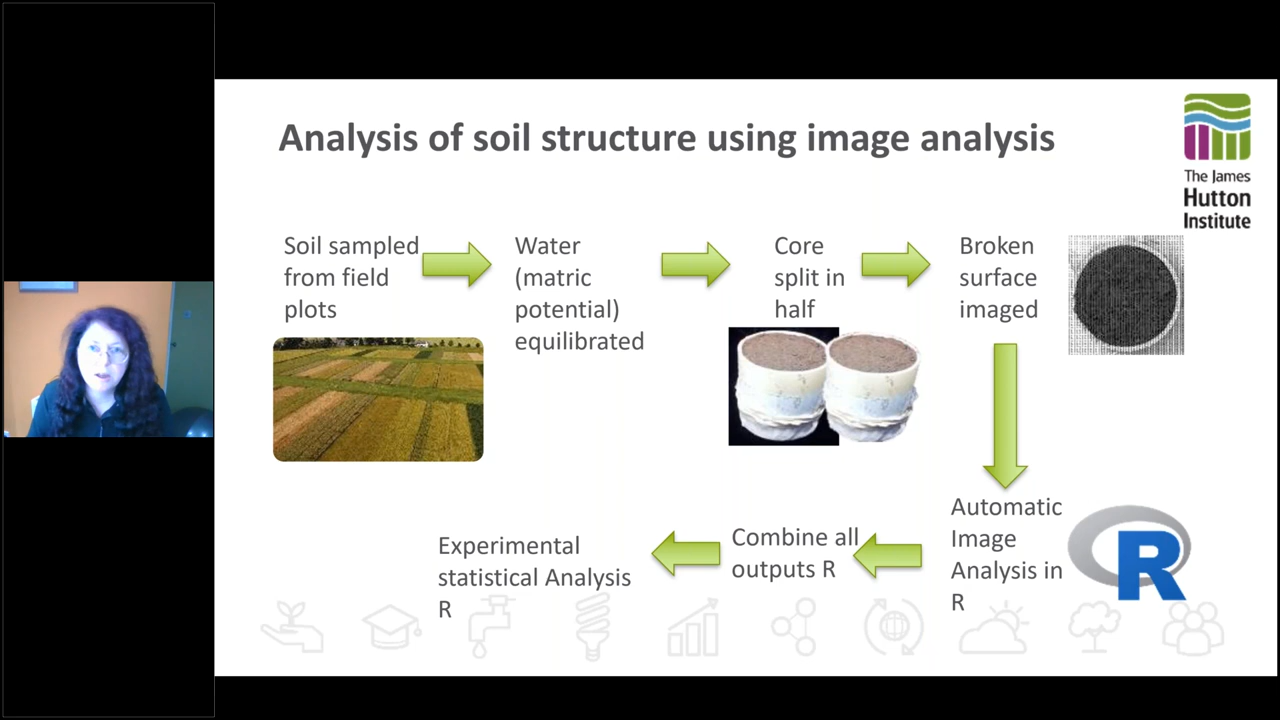 Analysis of soil structure using image analysis
The James
Hutton
Institute
Soil sampled
from field
plots
Water
(matric
potential)
equilibrated
Core
split in
half
Broken
surface
imaged
Automatic
Image
Analysis in
R
R
Combine all
outputs R
Experimental
statistical Analysis
R